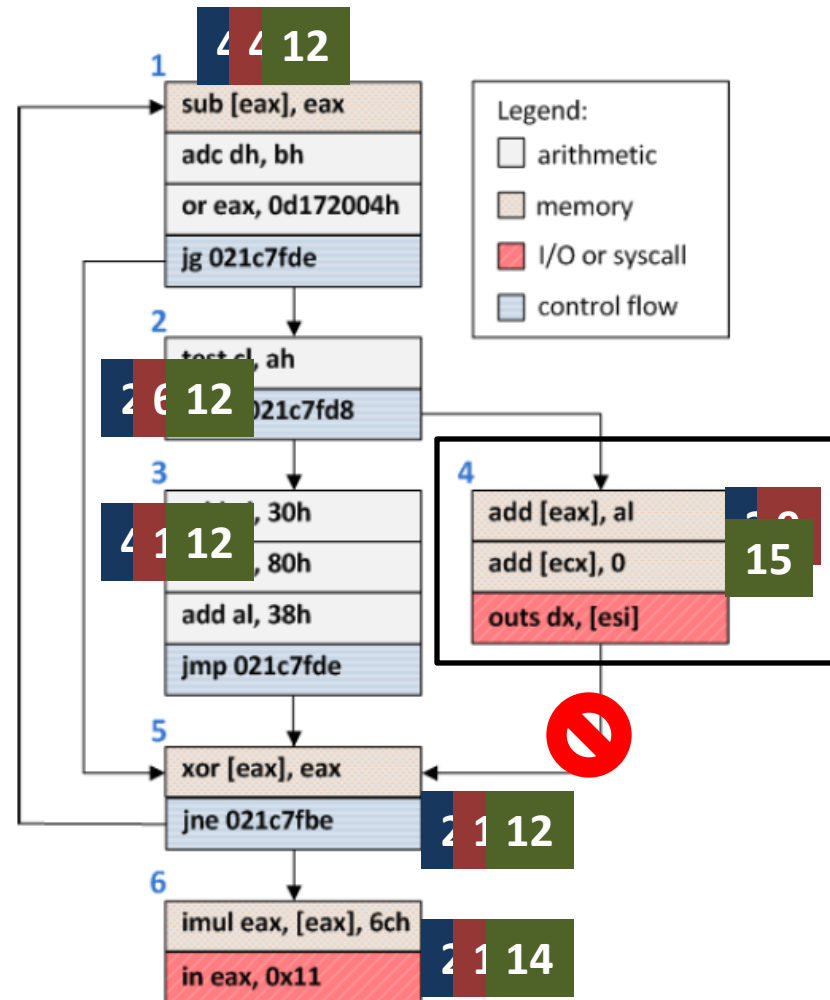 4 4 12
1
sub [eax], eax
adc dh, bh
or eax, 0d172004h
jg 021c7fde
Legend:
arithmetic
memory
I/O or syscall
control flow
2
cl, ah
2 6 12
021c7fd8
3
, 30h
4 1 12
, 80h
add al, 38h
jmp 021c7fde
4
add [eax], al
add [ecx], 0
15
outs dx, [esi]
5
xor [eax], eax
jne 021c7fbe
2 1 12
6
imul eax, [eax], 6ch
in eax, 0x11
2 1 14